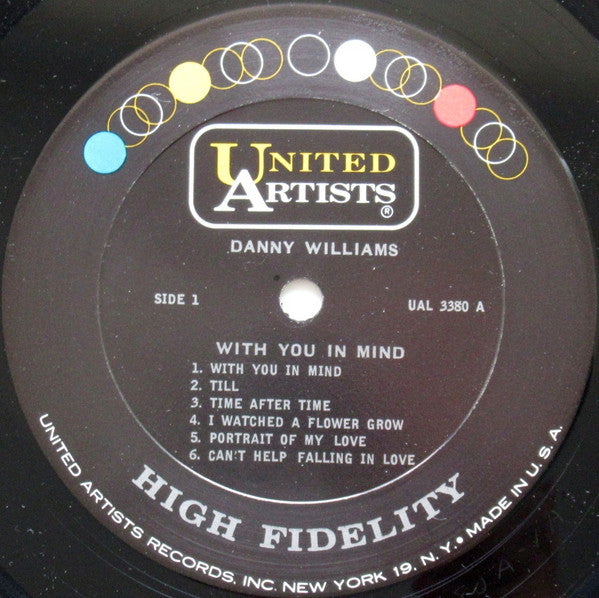 UNITED
ARTISTS®
DANNY WILLIAMS
SIDE 1
UAL 3380 A
WITH YOU IN MIND
1. WITH YOU IN MIND
2. TILL
3. TIME AFTER TIME
4. I WATCHED A FLOWER GROW
5. PORTRAIT OF MY LOVE
6. CAN'T HELP FALLING IN LOVE
HIGH FIDELITY
UNITED ARTISTS RECORDS, INC. NEW YORK 19, N.Y. • MADE IN U.S.A.